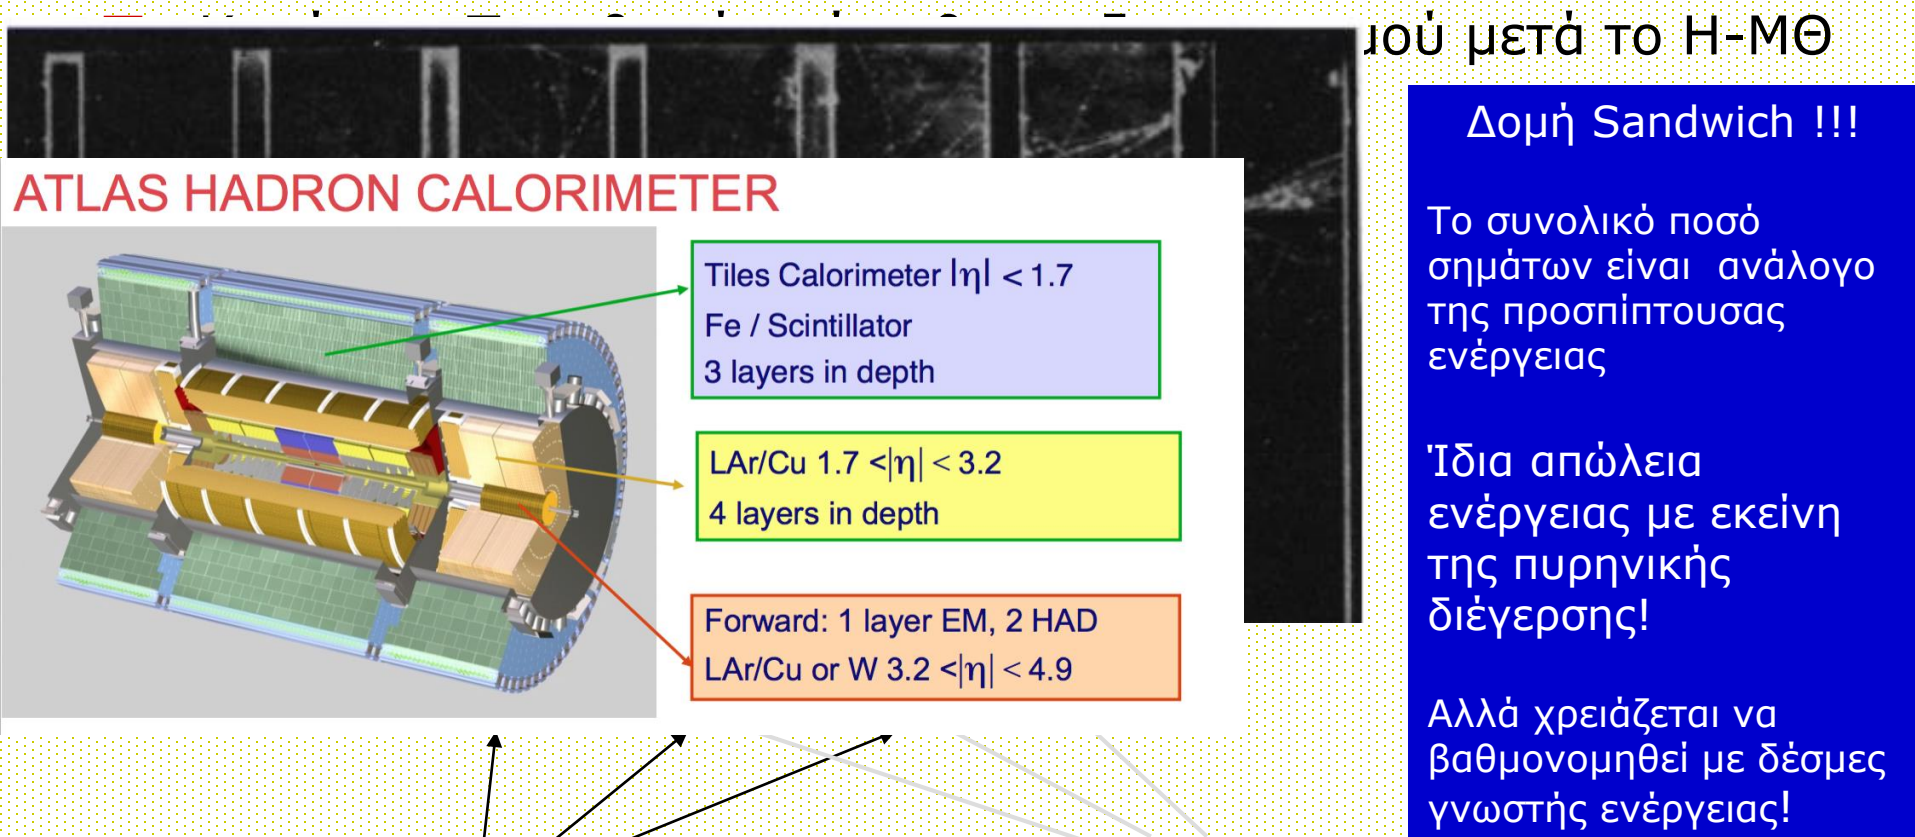 μετά το Η-ΜΘ
Δομή Sandwich !!!
Το συνολικό ποσό
σημάτων είναι ανάλογο
της προσπίπτουσας
ενέργειας
Ίδια απώλεια
ενέργειας με εκείνη
της πυρηνικής
διέγερσης!
Αλλά χρειάζεται να
βαθμονομηθεί με δέσμες
γνωστής ενέργειας!
ATLAS HADRON CALORIMETER
Tiles Calorimeter |η| < 1.7
Fe / Scintillator
3 layers in depth
LAr/Cu 1.7 <|η| < 3.2
4 layers in depth
Forward: 1 layer EM, 2 HAD
LAr/Cu or W 3.2 <|η| < 4.9